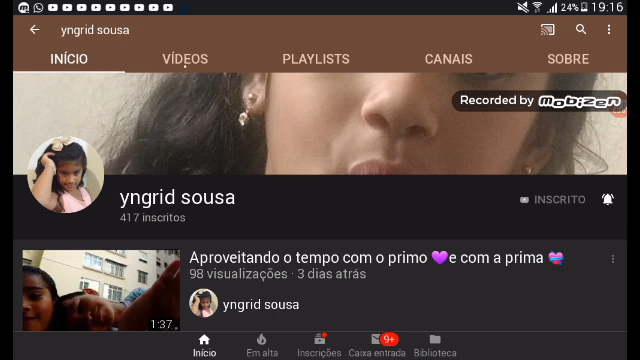 24% 19:16
yngrid sousa
INÍCIO VÍDEOS PLAYLISTS CANAIS SOBRE
Recorded by MOBIZEN
yngrid sousa
INSCRITO
417 inscritos
Aproveitando o tempo com o primo 💜e com a prima 💝
98 visualizações · 3 dias atrás
yngrid sousa
1:37
9+
Início Em alta Inscrições Caixa entrada Biblioteca